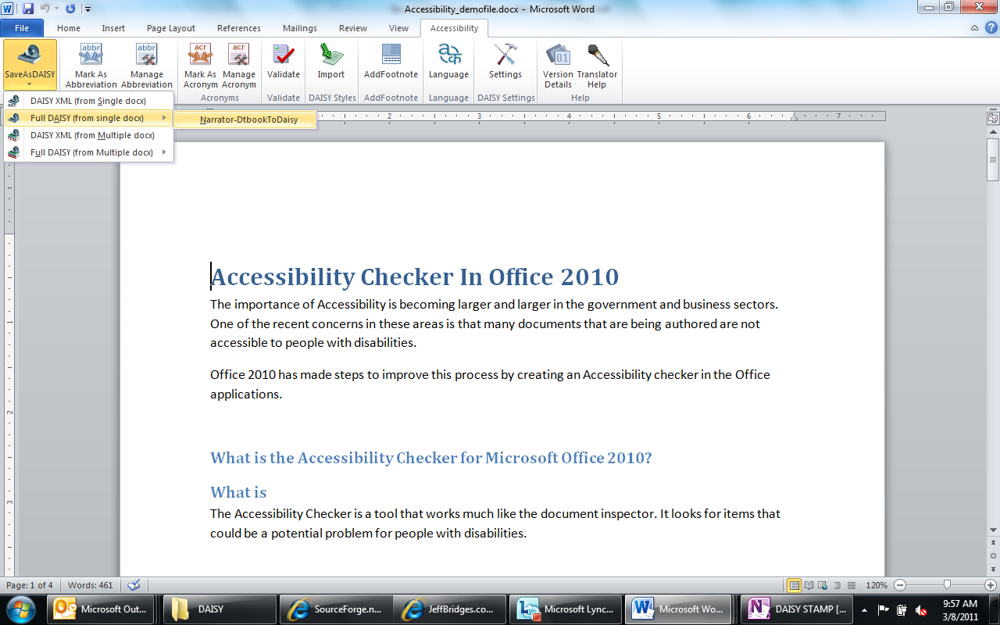 Accessibility_demofile.docx - Microsoft Word
File Home Insert Page Layout References Mailings Review View Accessibility
SaveAsDAISY
abbr
Mark As Abbreviation
abbr
Manage Abbreviation
acr
Mark As Acronym
acr
Manage Acronym
Validate
Import
AddFootnote
Language
Settings
01
Version Details
Translator Help
Acronyms Validate DAISY Styles AddFootnote Language DAISY Settings Help
DAISY XML (from Single docx)
Full DAISY (from single docx)
Narrator-DtbookToDaisy
DAISY XML (from Multiple docx)
Full DAISY (from Multiple docx)
1 2 3 4 5 6 7
Accessibility Checker In Office 2010
The importance of Accessibility is becoming larger and larger in the government and business sectors.
One of the recent concerns in these areas is that many documents that are being authored are not
accessible to people with disabilities.
Office 2010 has made steps to improve this process by creating an Accessibility checker in the Office
applications.
What is the Accessibility Checker for Microsoft Office 2010?
What is
The Accessibility Checker is a tool that works much like the document inspector. It looks for items that
could be a potential problem for people with disabilities.
1
2
3
Page: 1 of 4 Words: 461 120%
Microsoft Out... DAISY SourceForge.n... JeffBridges.co... Microsoft Lync... Microsoft Wo... DAISY STAMP [...
9:57 AM
3/8/2011